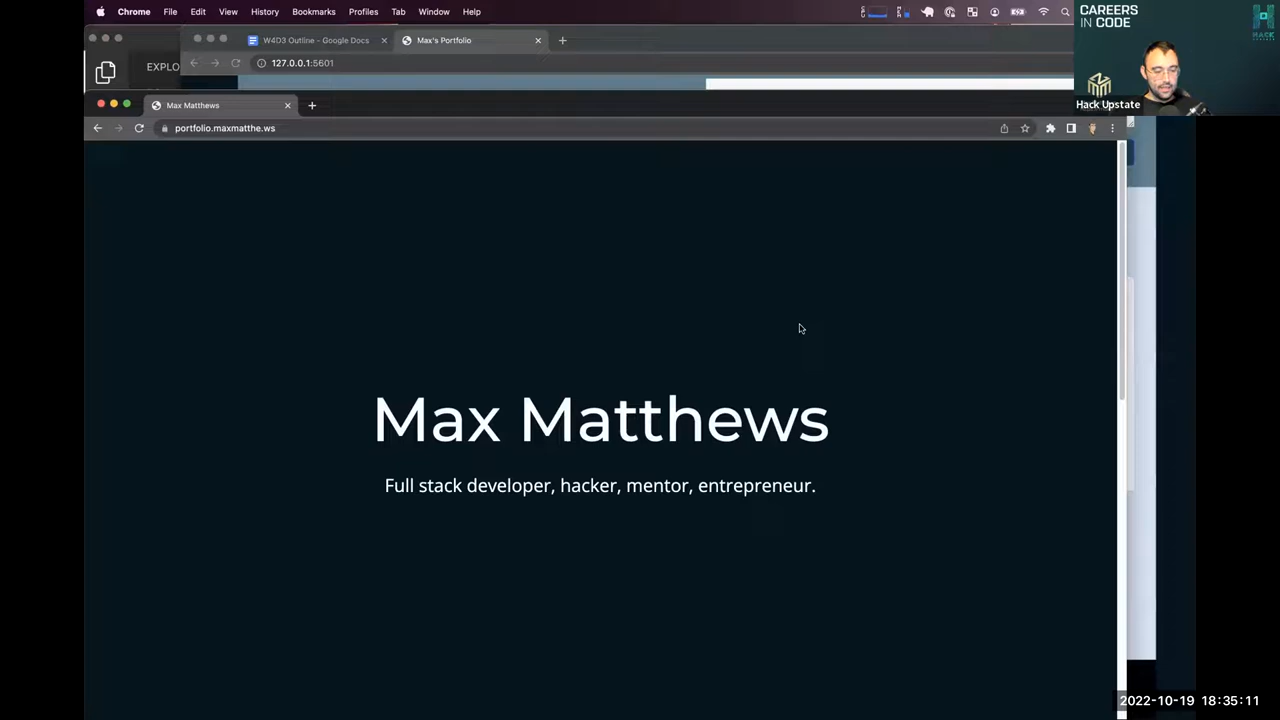 Chrome File Edit View History Bookmarks Profiles Tab Window Help
CAREERS
IN CODE
HACK
W4D3 Outline - Google Docs
Max's Portfolio
EXPLO
127.0.0.1:5601
Hack Upstate
Max Matthews
portfolio.maxmatthe.ws
Max Matthews
Full stack developer, hacker, mentor, entrepreneur.
2022-10-19 18:35:11